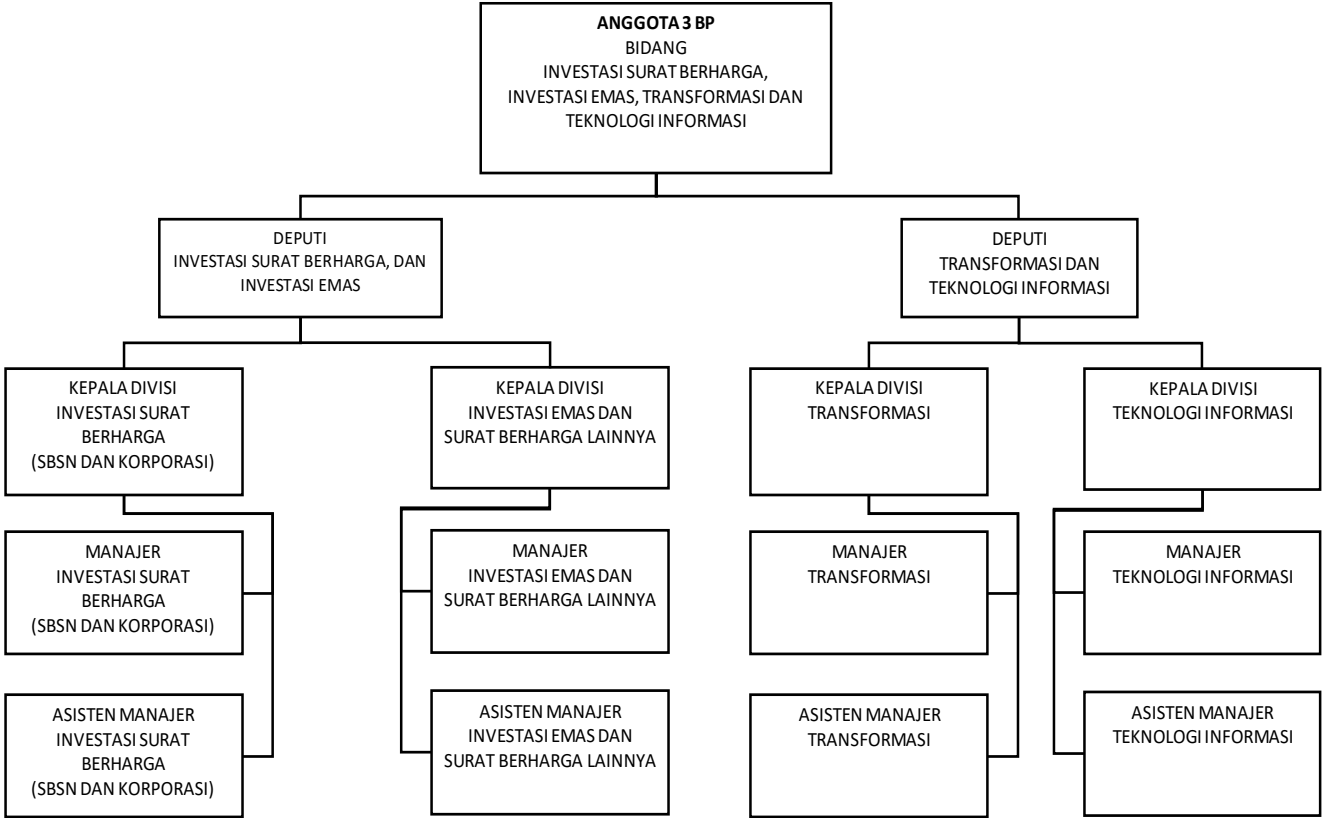 ANGGOTA 3 BP
BIDANG
INVESTASI SURAT BERHARGA,
INVESTASI EMAS, TRANSFORMASI DAN
TEKNOLOGI INFORMASI
DEPUTI
INVESTASI SURAT BERHARGA, DAN
INVESTASI EMAS
DEPUTI
TRANSFORMASI DAN
TEKNOLOGI INFORMASI
KEPALA DIVISI
INVESTASI SURAT
BERHARGA
(SBSN DAN KORPORASI)
KEPALA DIVISI
INVESTASI EMAS DAN
SURAT BERHARGA LAINNYA
KEPALA DIVISI
TRANSFORMASI
KEPALA DIVISI
TEKNOLOGI INFORMASI
MANAJER
INVESTASI SURAT
BERHARGA
(SBSN DAN KORPORASI)
MANAJER
INVESTASI EMAS DAN
SURAT BERHARGA LAINNYA
MANAJER
TRANSFORMASI
MANAJER
TEKNOLOGI INFORMASI
ASISTEN MANAJER
INVESTASI SURAT
BERHARGA
(SBSN DAN KORPORASI)
ASISTEN MANAJER
INVESTASI EMAS DAN
SURAT BERHARGA LAINNYA
ASISTEN MANAJER
TRANSFORMASI
ASISTEN MANAJER
TEKNOLOGI INFORMASI